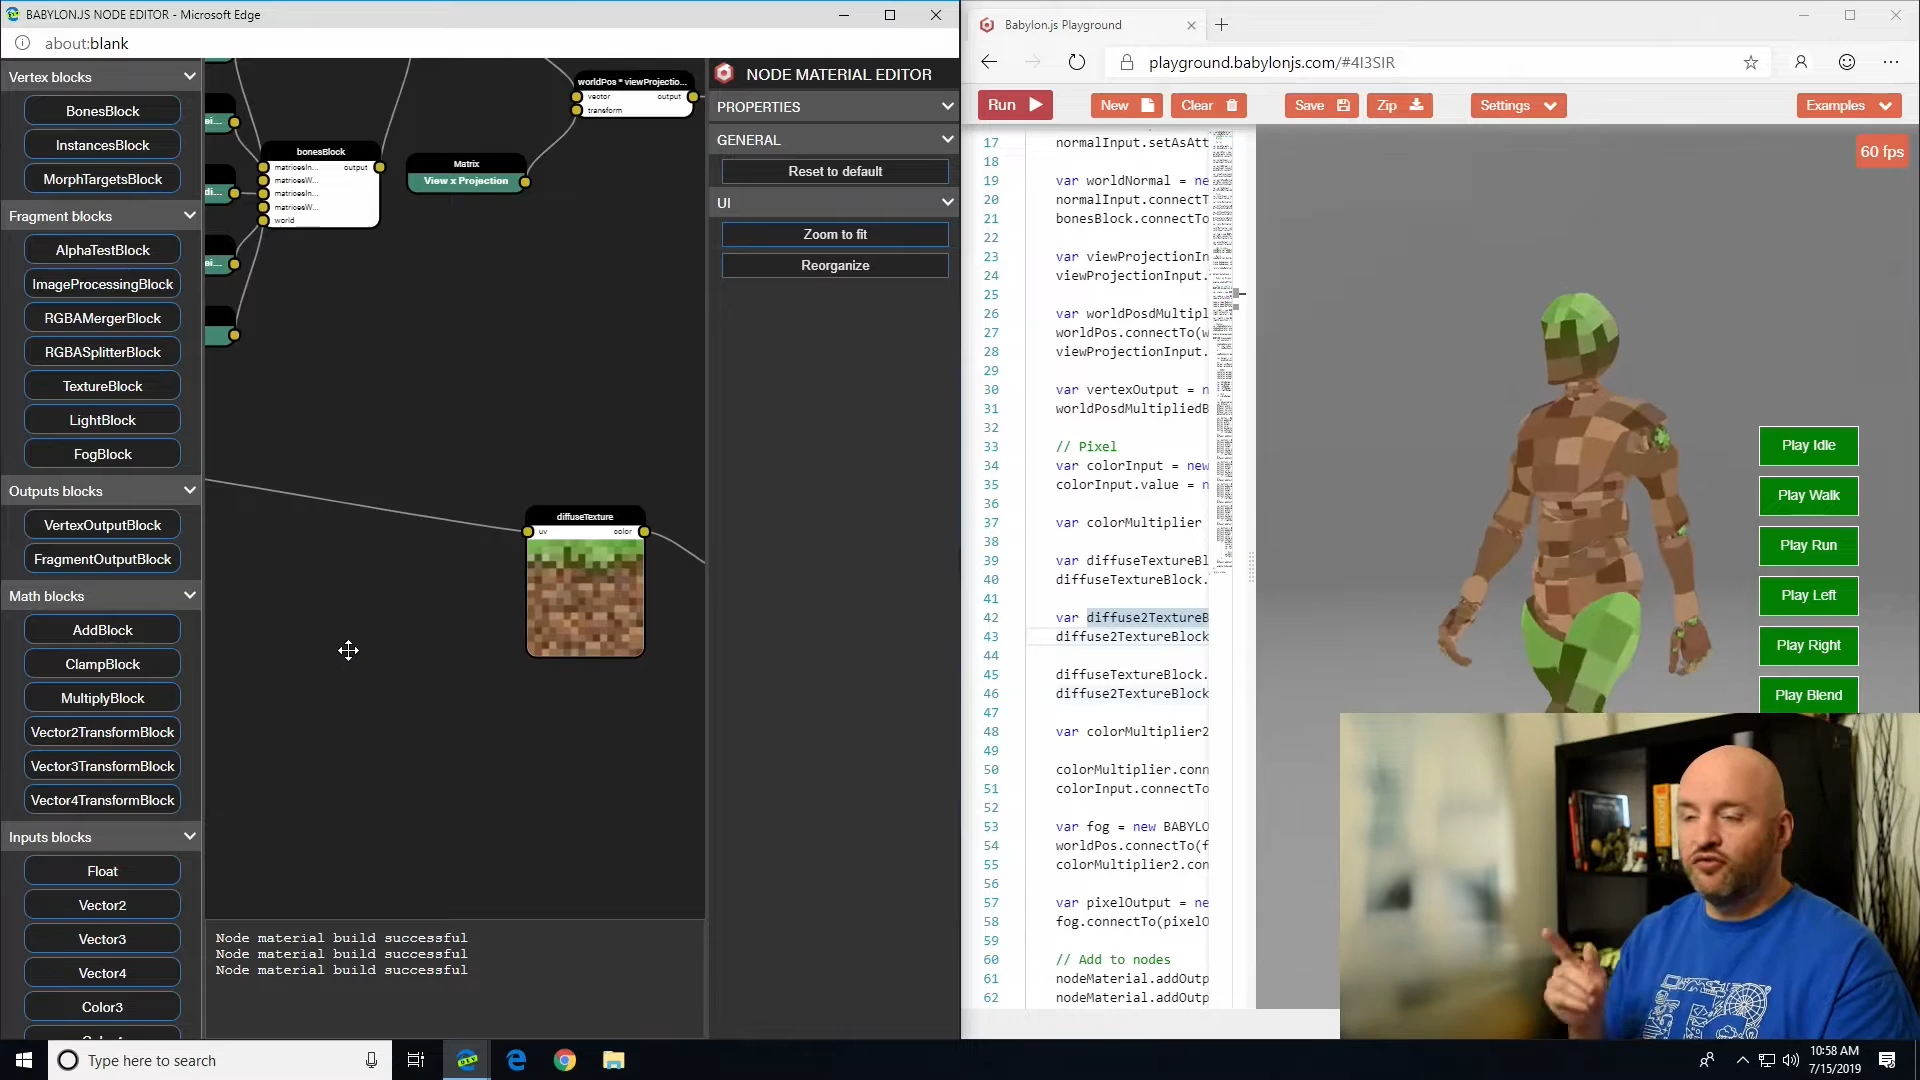 BABYLON.JS NODE EDITOR - Microsoft Edge
about:blank
Vertex blocks
BonesBlock
InstancesBlock
MorphTargetsBlock
Fragment blocks
AlphaTestBlock
ImageProcessingBlock
RGBAMergerBlock
RGBASplitterBlock
TextureBlock
LightBlock
FogBlock
Outputs blocks
VertexOutputBlock
FragmentOutputBlock
Math blocks
AddBlock
ClampBlock
MultiplyBlock
Vector2TransformBlock
Vector3TransformBlock
Vector4TransformBlock
Inputs blocks
Float
Vector2
Vector3
Vector4
Color3
worldPos * viewProjectio...
vector output
transform
bonesBlock
matricesIn... output
matricesW...
matricesIn...
matricesW...
world
Matrix
View x Projection
diffuseTexture
uv color
Node material build successful
Node material build successful
Node material build successful
NODE MATERIAL EDITOR
PROPERTIES
GENERAL
Reset to default
UI
Zoom to fit
Reorganize
Babylon.js Playground
playground.babylonjs.com/#4I3SIR
Run New Clear Save Zip Settings Examples
60 fps
17 normalInput.setAsAtt
18
19 var worldNormal = ne
20 normalInput.connectT
21 bonesBlock.connectTo
22
23 var viewProjectionIn
24 viewProjectionInput.
25
26 var worldPosdMultipl
27 worldPos.connectTo(w
28 viewProjectionInput.
29
30 var vertexOutput = n
31 worldPosdMultipliedB
32
33 // Pixel
34 var colorInput = new
35 colorInput.value = n
36
37 var colorMultiplier
38
39 var diffuseTextureBl
40 diffuseTextureBlock.
41
42 var diffuse2TextureB
43 diffuse2TextureBlock
44
45 diffuseTextureBlock.
46 diffuse2TextureBlock
47
48 var colorMultiplier2
49
50 colorMultiplier.conn
51 colorInput.connectTo
52
53 var fog = new BABYLO
54 worldPos.connectTo(f
55 colorMultiplier2.con
56
57 var pixelOutput = ne
58 fog.connectTo(pixelO
59
60 // Add to nodes
61 nodeMaterial.addOutp
62 nodeMaterial.addOutp
Play Idle
Play Walk
Play Run
Play Left
Play Right
Play Blend
Type here to search
10:58 AM
7/15/2019